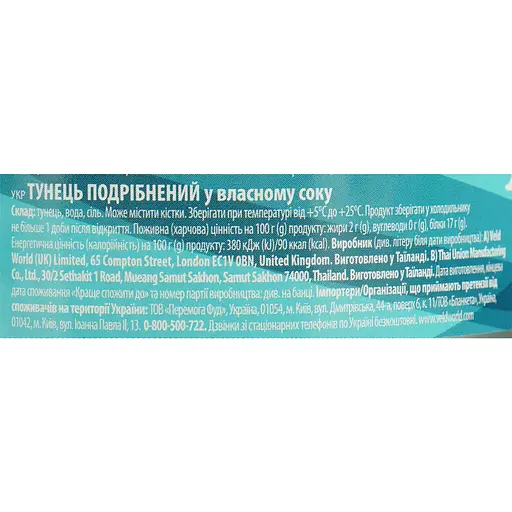 УКР ТУНЕЦЬ ПОДРІБНЕНИЙ у власному соку
Склад: тунець, вода, сіль. Може містити кістки. Зберігати при температурі від +5°С до +25°С. Продукт зберігати у холодильнику
не більше 1 доби після відкриття. Поживна (харчова) цінність на 100 г (g) продукту: жири 2 г (g), вуглеводи 0 г (g), білки 17 г (g).
Енергетична цінність (калорійність) на 100 г (g) продукту: 380 кДж (kJ)/90 ккал (kcal). Виробник (див. літеру біля дати виробництва): A) Veld
World (UK) Limited, 65 Compton Street, London EC1V 0BN, United Kingdom. Виготовлено у Таїланді. B) Thai Union Manufacturing
Co., Ltd., 30/2 Sethakit 1 Road, Mueang Samut Sakhon, Samut Sakhon 74000, Thailand. Виготовлено у Таїланді. Дата виготовлення, кінцева
дата споживання «Краще спожити до» та номер партії виробництва: див. на банці. Імпортери/Організації, що приймають претензії від
споживачів на території України: ТОВ «Перемога Фуд», Україна, 01054, м. Київ, вул. Дмитрівська, 44-а, поверх 6, к. 11/ТОВ «Бланета», Україна,
01042, м. Київ, вул. Іоанна Павла ІІ, 13. 0-800-500-722. Дзвінки зі стаціонарних телефонів по Україні безкоштовні. www.veldworld.com